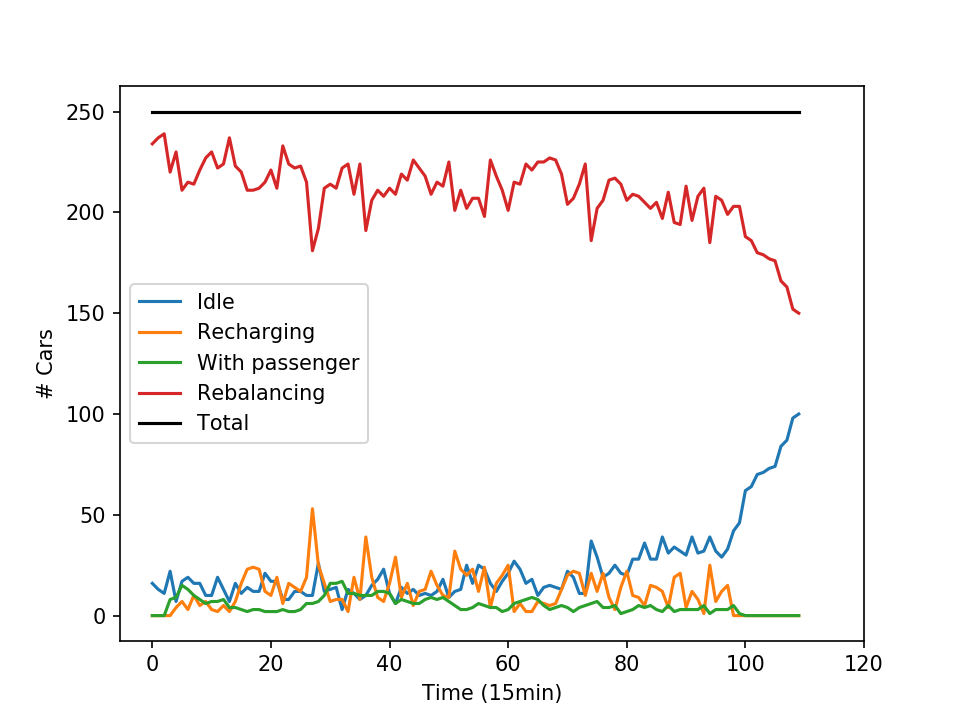 250
200
150
100
50
0
# Cars
Idle
Recharging
With passenger
Rebalancing
Total
0 20 40 60 80 100 120
Time (15min)